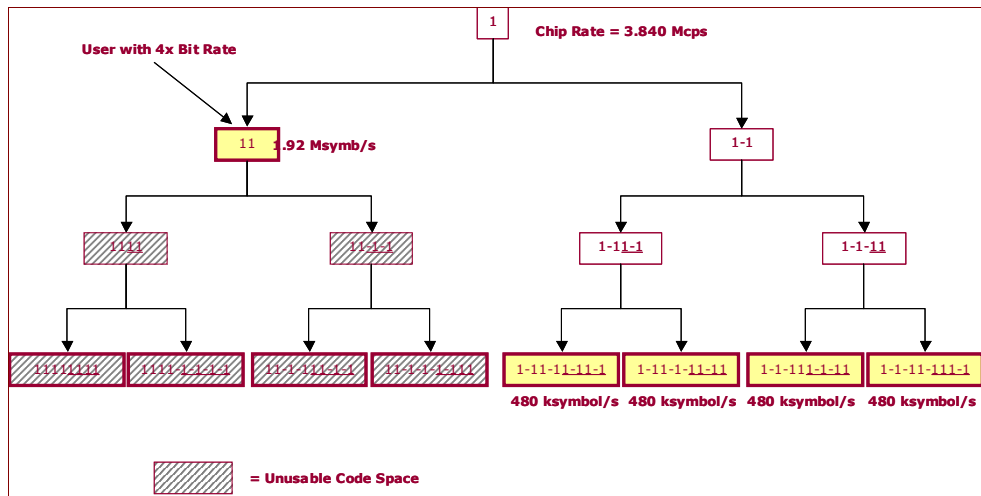 1
Chip Rate = 3.840 Mcps
User with 4x Bit Rate
11
1.92 Msymb/s
1-1
1111
11-1-1
1-11-1
1-1-11
11111111
1111-1-1-1-1
11-1-111-1-1
11-1-1-1-111
1-11-11-11-1
1-11-1-11-11
1-1-111-1-11
1-1-11-111-1
480 ksymbol/s
480 ksymbol/s
480 ksymbol/s
480 ksymbol/s
= Unusable Code Space